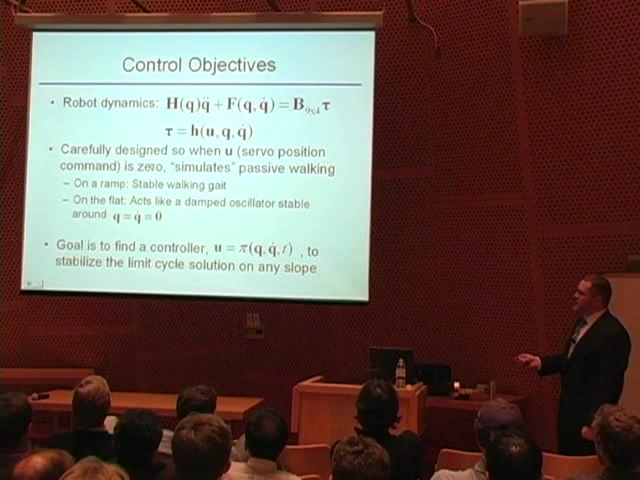 Control Objectives
• Robot dynamics: H(q)q̈ + F(q, q̇) = B₉ₓ₄τ
τ = h(u, q, q̇)
• Carefully designed so when u (servo position
command) is zero, “simulates” passive walking
– On a ramp: Stable walking gait
– On the flat: Acts like a damped oscillator stable
around q = q̇ = 0
• Goal is to find a controller, u = π(q, q̇, t) , to
stabilize the limit cycle solution on any slope